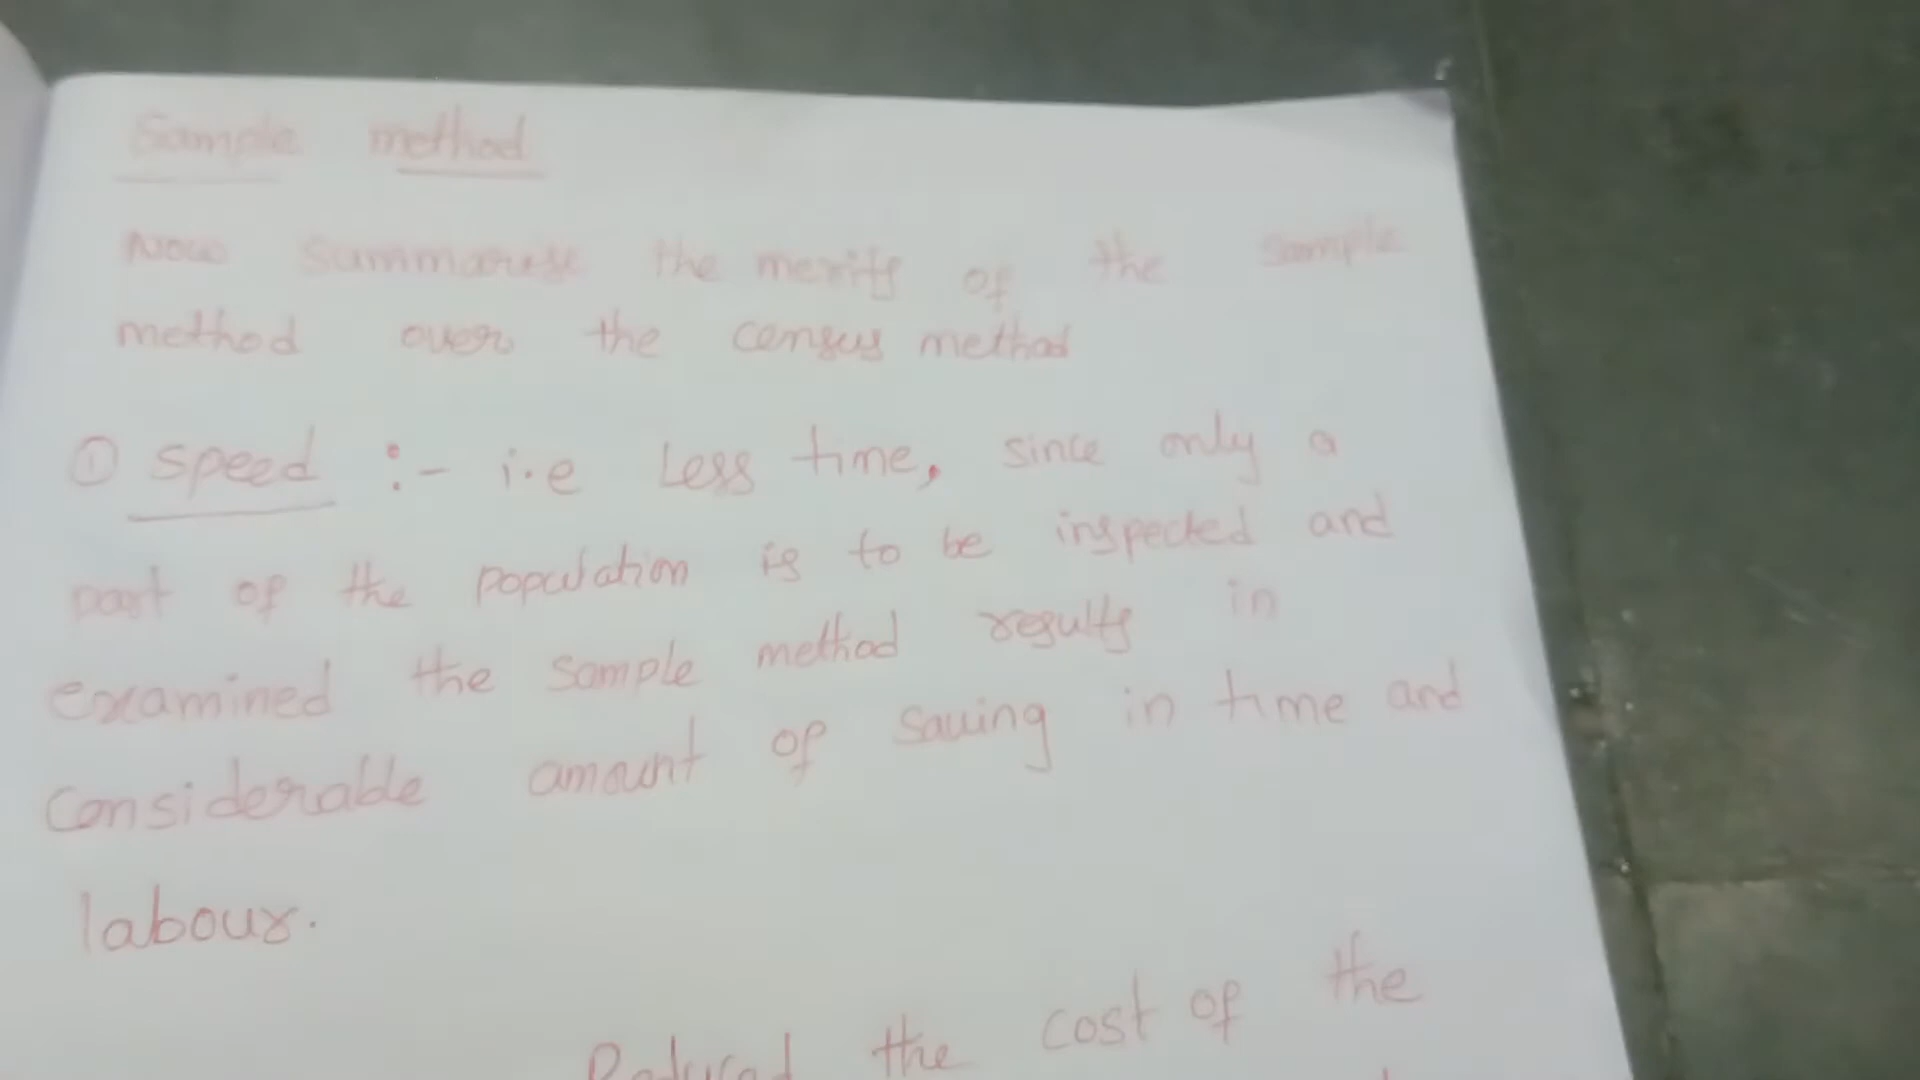 Sample method
Now summarise the merits of the sample
method over the census method
① speed :- i.e Less time, since only a
part of the population is to be inspected and
examined the sample method results in
considerable amount of saving in time and
labour.
Reduced the cost of the